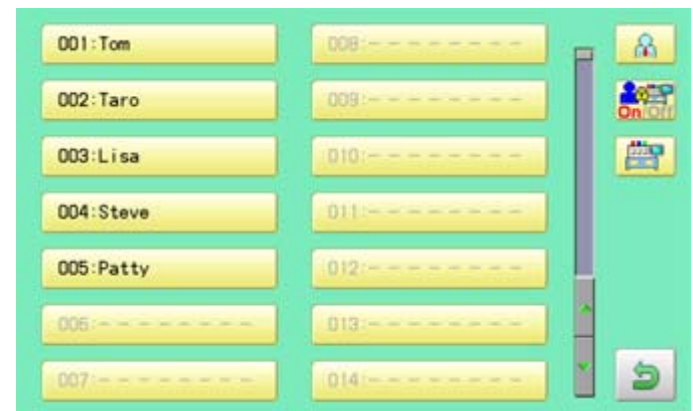 001:Tom
002:Taro
003:Lisa
004:Steve
005:Patty
006:--------
007:--------
008:--------
009:--------
010:--------
011:--------
012:--------
013:--------
014:--------
On/Off